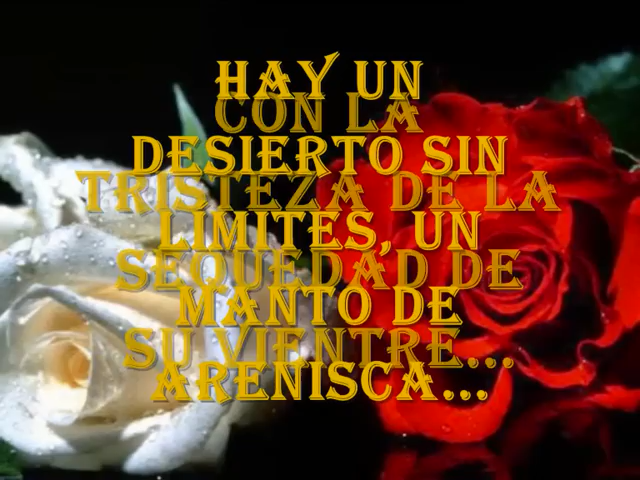 HAY UN
CON LA
DESIERTO SIN
TRISTEZA DE LA
LIMITES, UN
SEQUEDAD DE
MANTO DE
SU VIENTRE...
ARENISCA...